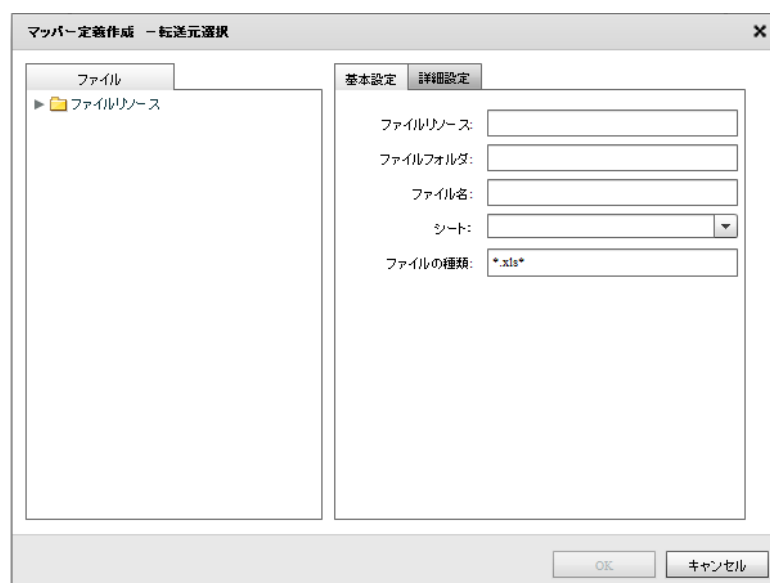 マッパー定義作成 －転送元選択
ファイル
ファイルリソース
基本設定 詳細設定
ファイルリソース:
ファイルフォルダ:
ファイル名:
シート:
ファイルの種類: *.xls*
OK キャンセル